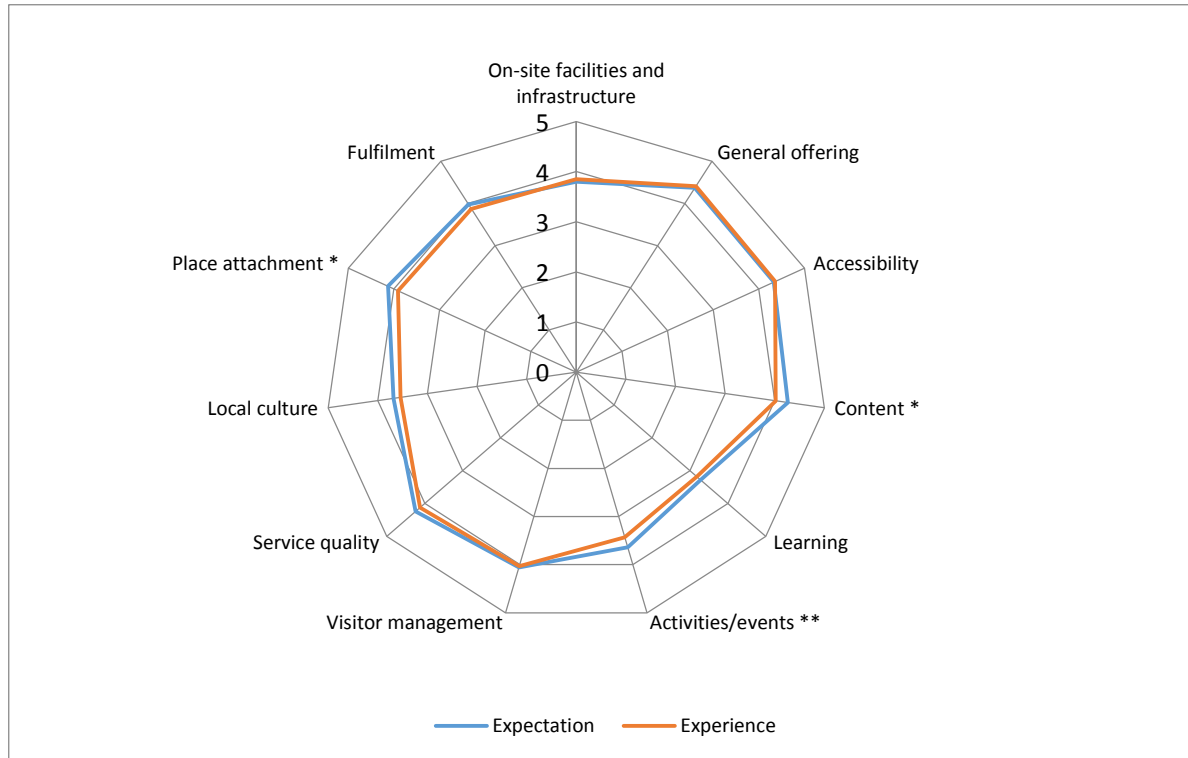 On-site facilities and
infrastructure
5
Fulfilment
General offering
4
3
Place attachment *
Accessibility
2
1
0
Local culture
Content *
Service quality
Learning
Visitor management
Activities/events **
Expectation
Experience